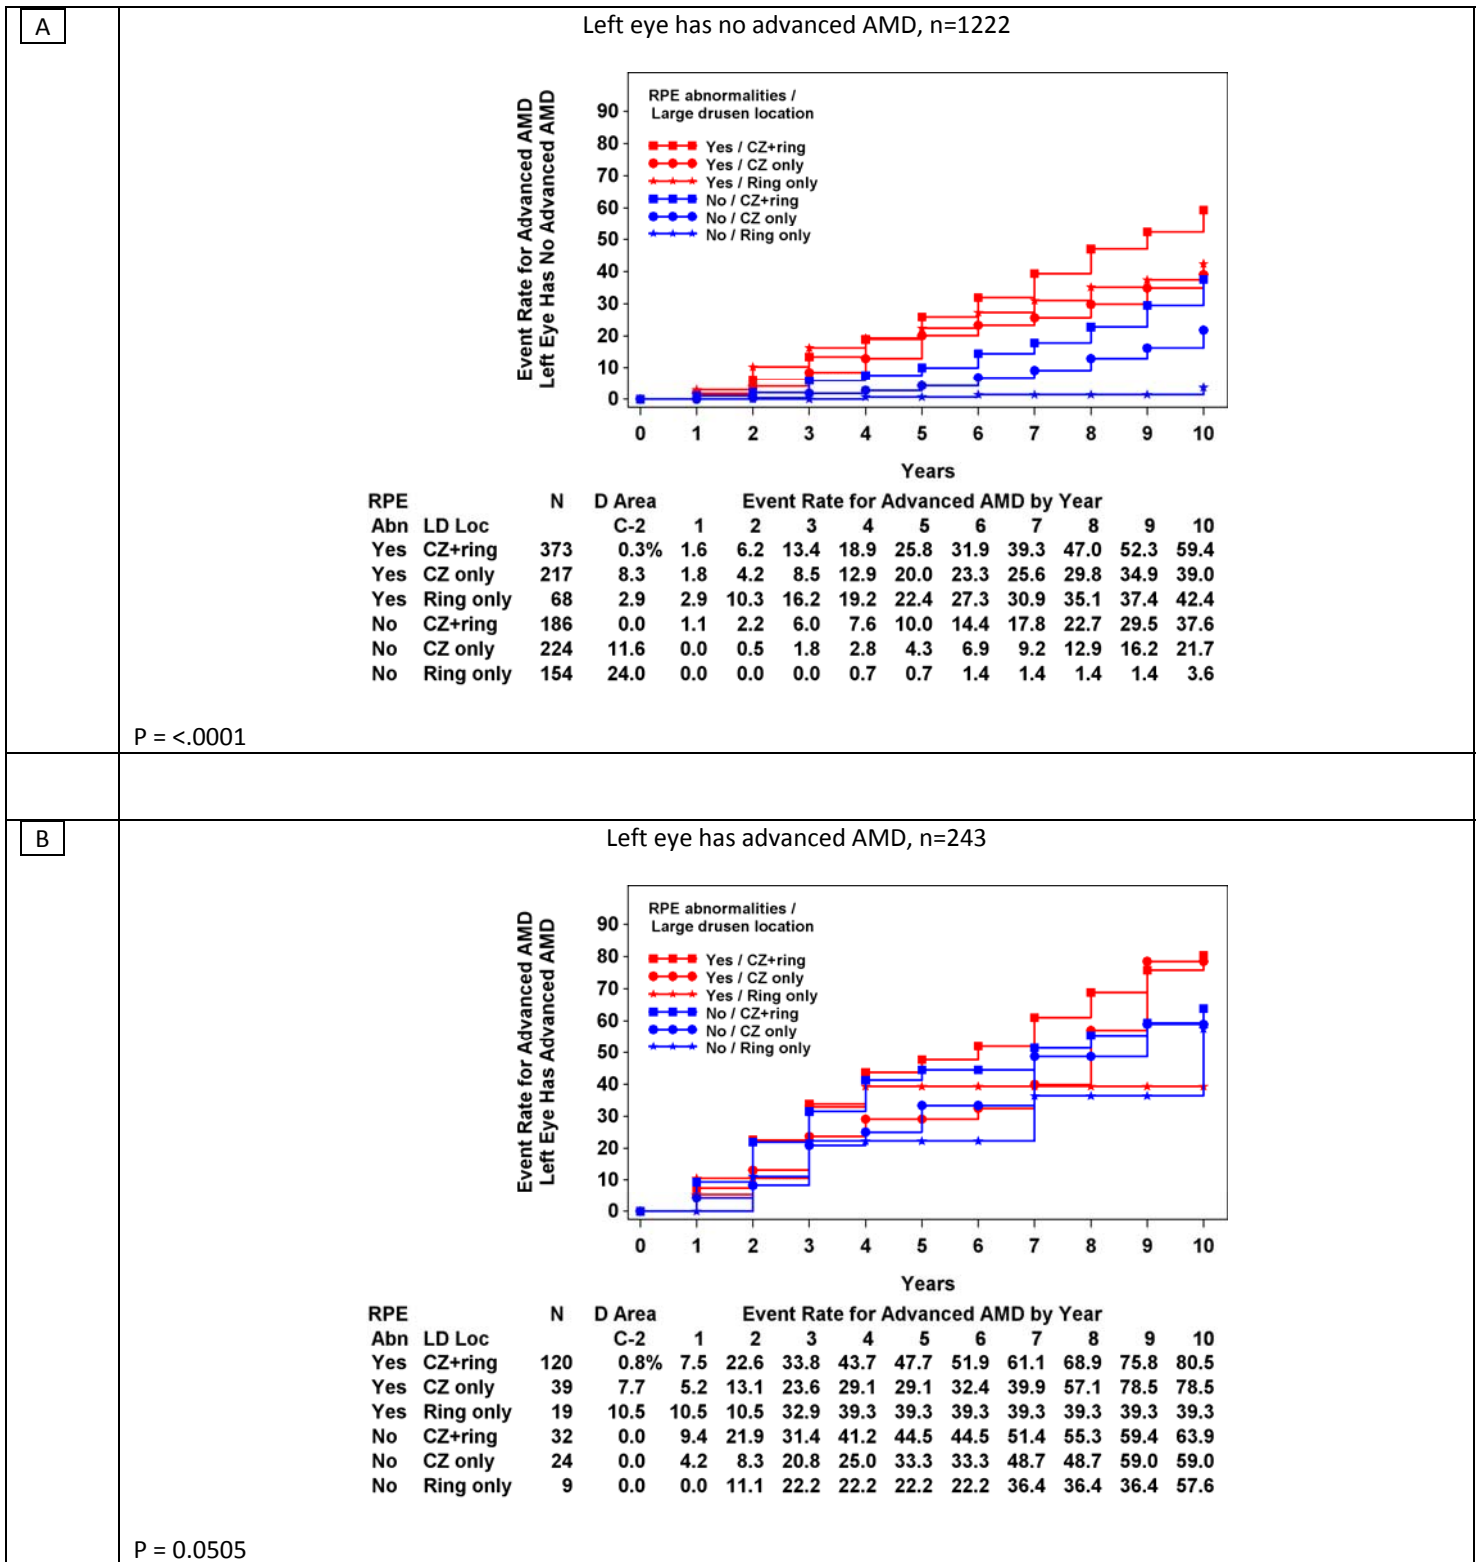 A
Left eye has no advanced AMD, n=1222
Event Rate for Advanced AMD
Left Eye Has No Advanced AMD
90
80
70
60
50
40
30
20
10
0
RPE abnormalities /
Large drusen location
Yes / CZ+ring
Yes / CZ only
Yes / Ring only
No / CZ+ring
No / CZ only
No / Ring only
0 1 2 3 4 5 6 7 8 9 10
Years
RPE N D Area Event Rate for Advanced AMD by Year
Abn LD Loc C-2 1 2 3 4 5 6 7 8 9 10
Yes CZ+ring 373 0.3% 1.6 6.2 13.4 18.9 25.8 31.9 39.3 47.0 52.3 59.4
Yes CZ only 217 8.3 1.8 4.2 8.5 12.9 20.0 23.3 25.6 29.8 34.9 39.0
Yes Ring only 68 2.9 2.9 10.3 16.2 19.2 22.4 27.3 30.9 35.1 37.4 42.4
No CZ+ring 186 0.0 1.1 2.2 6.0 7.6 10.0 14.4 17.8 22.7 29.5 37.6
No CZ only 224 11.6 0.0 0.5 1.8 2.8 4.3 6.9 9.2 12.9 16.2 21.7
No Ring only 154 24.0 0.0 0.0 0.0 0.7 0.7 1.4 1.4 1.4 1.4 3.6
P = <.0001
B
Left eye has advanced AMD, n=243
Event Rate for Advanced AMD
Left Eye Has Advanced AMD
90
80
70
60
50
40
30
20
10
0
RPE abnormalities /
Large drusen location
Yes / CZ+ring
Yes / CZ only
Yes / Ring only
No / CZ+ring
No / CZ only
No / Ring only
0 1 2 3 4 5 6 7 8 9 10
Years
RPE N D Area Event Rate for Advanced AMD by Year
Abn LD Loc C-2 1 2 3 4 5 6 7 8 9 10
Yes CZ+ring 120 0.8% 7.5 22.6 33.8 43.7 47.7 51.9 61.1 68.9 75.8 80.5
Yes CZ only 39 7.7 5.2 13.1 23.6 29.1 29.1 32.4 39.9 57.1 78.5 78.5
Yes Ring only 19 10.5 10.5 10.5 32.9 39.3 39.3 39.3 39.3 39.3 39.3 39.3
No CZ+ring 32 0.0 9.4 21.9 31.4 41.2 44.5 44.5 51.4 55.3 59.4 63.9
No CZ only 24 0.0 4.2 8.3 20.8 25.0 33.3 33.3 48.7 48.7 59.0 59.0
No Ring only 9 0.0 0.0 11.1 22.2 22.2 22.2 22.2 36.4 36.4 36.4 57.6
P = 0.0505